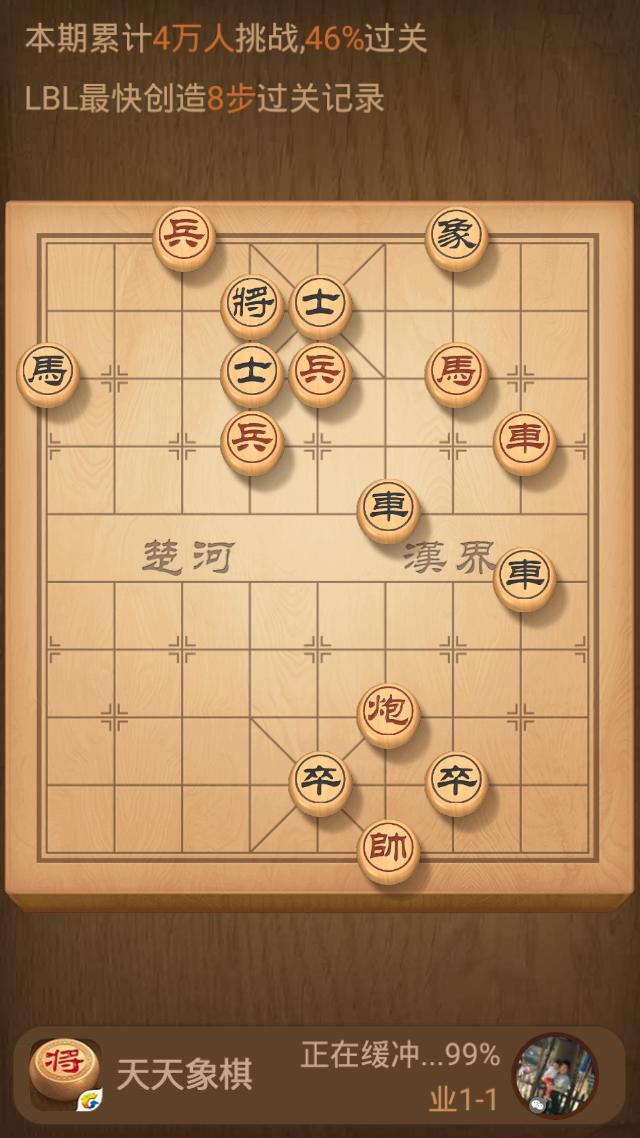 本期累计4万人挑战,46%过关
LBL最快创造8步过关记录
兵 象
將 士
馬 士 兵 馬
兵 車
車
楚河 漢界
車
炮
卒 卒
帥
將 天天象棋 正在缓冲...99%
业1-1